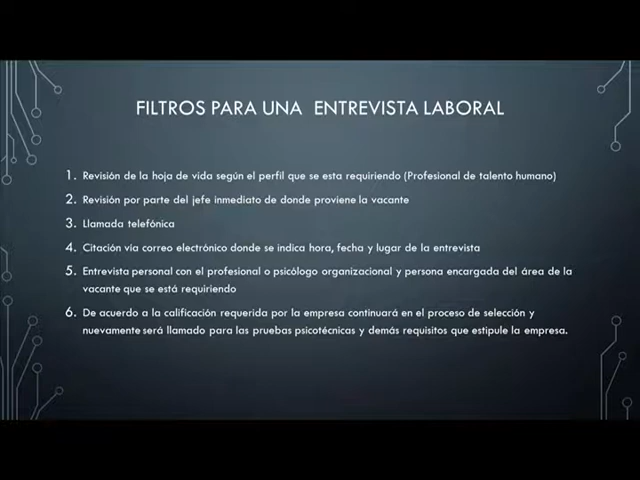 FILTROS PARA UNA ENTREVISTA LABORAL
1. Revisión de la hoja de vida según el perfil que se esta requiriendo (Profesional de talento humano)
2. Revisión por parte del jefe inmediato de donde proviene la vacante
3. Llamada telefónica
4. Citación vía correo electrónico donde se indica hora, fecha y lugar de la entrevista
5. Entrevista personal con el profesional o psicólogo organizacional y persona encargada del área de la
vacante que se está requiriendo
6. De acuerdo a la calificación requerida por la empresa continuará en el proceso de selección y
nuevamente será llamado para las pruebas psicotécnicas y demás requisitos que estipule la empresa.